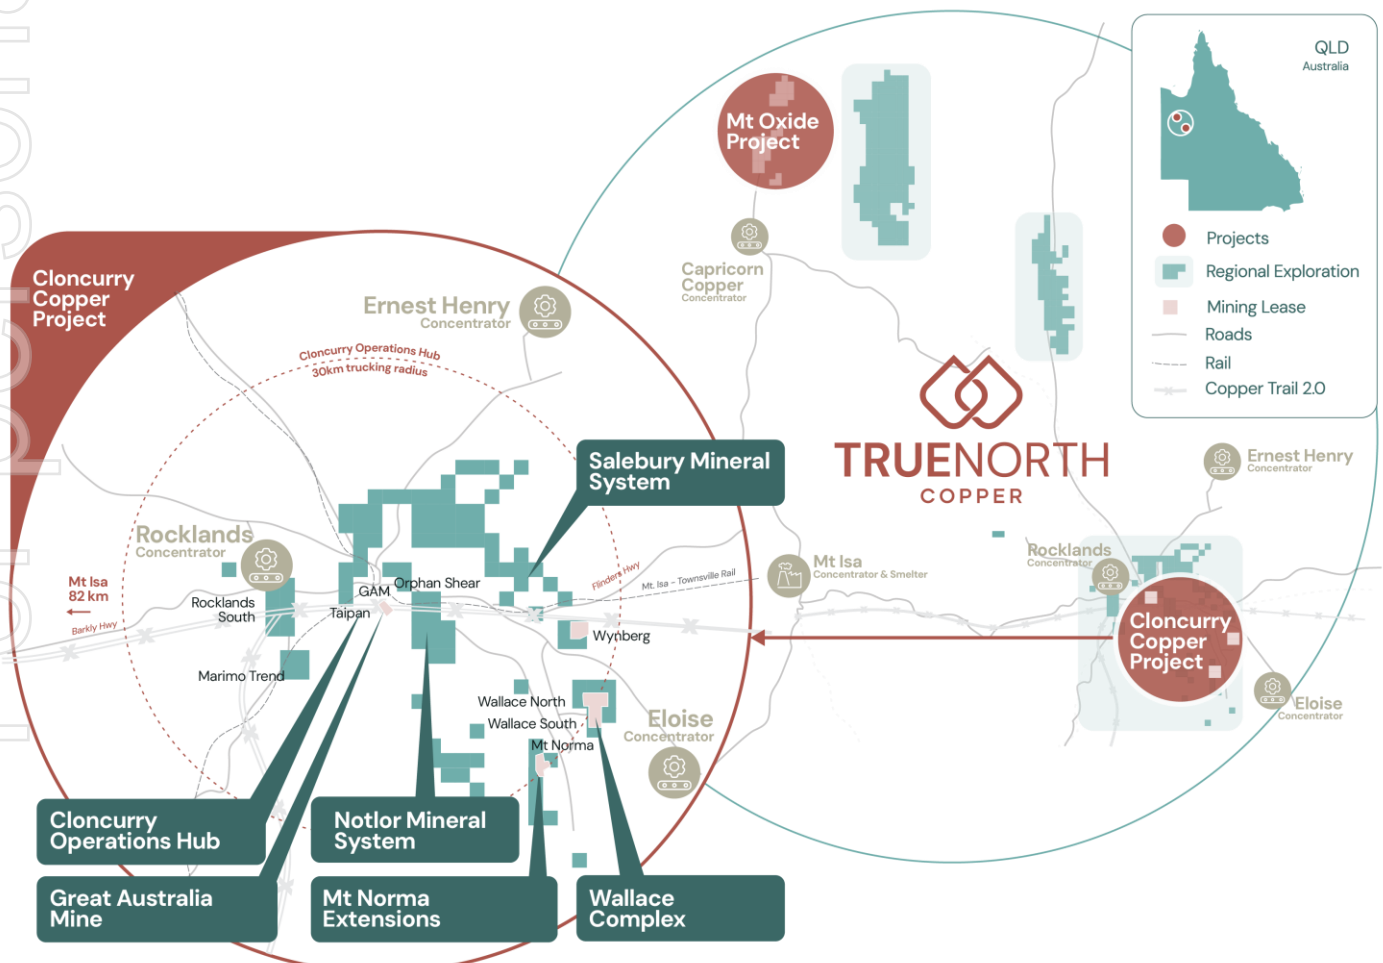 Cloncurry
Copper
Project
Ernest Henry
Concentrator
Cloncurry Operations Hub
30km trucking radius
Salebury Mineral
System
Rocklands
Concentrator
Mt Isa
82 km
Barkly Hwy
Rocklands
South
Marimo Trend
GAM
Taipan
Orphan Shear
Flinders Hwy
Mt. Isa - Townsville Rail
Wynberg
Wallace North
Wallace South
Mt Norma
Eloise
Concentrator
Cloncurry
Operations Hub
Great Australia
Mine
Notlor Mineral
System
Mt Norma
Extensions
Wallace
Complex
Mt Oxide
Project
Capricorn
Copper
Concentrator
TRUENORTH
COPPER
Mt Isa
Concentrator & Smelter
Rocklands
Concentrator
Ernest Henry
Concentrator
Cloncurry
Copper
Project
Eloise
Concentrator
QLD
Australia
Projects
Regional Exploration
Mining Lease
Roads
Rail
Copper Trail 2.0